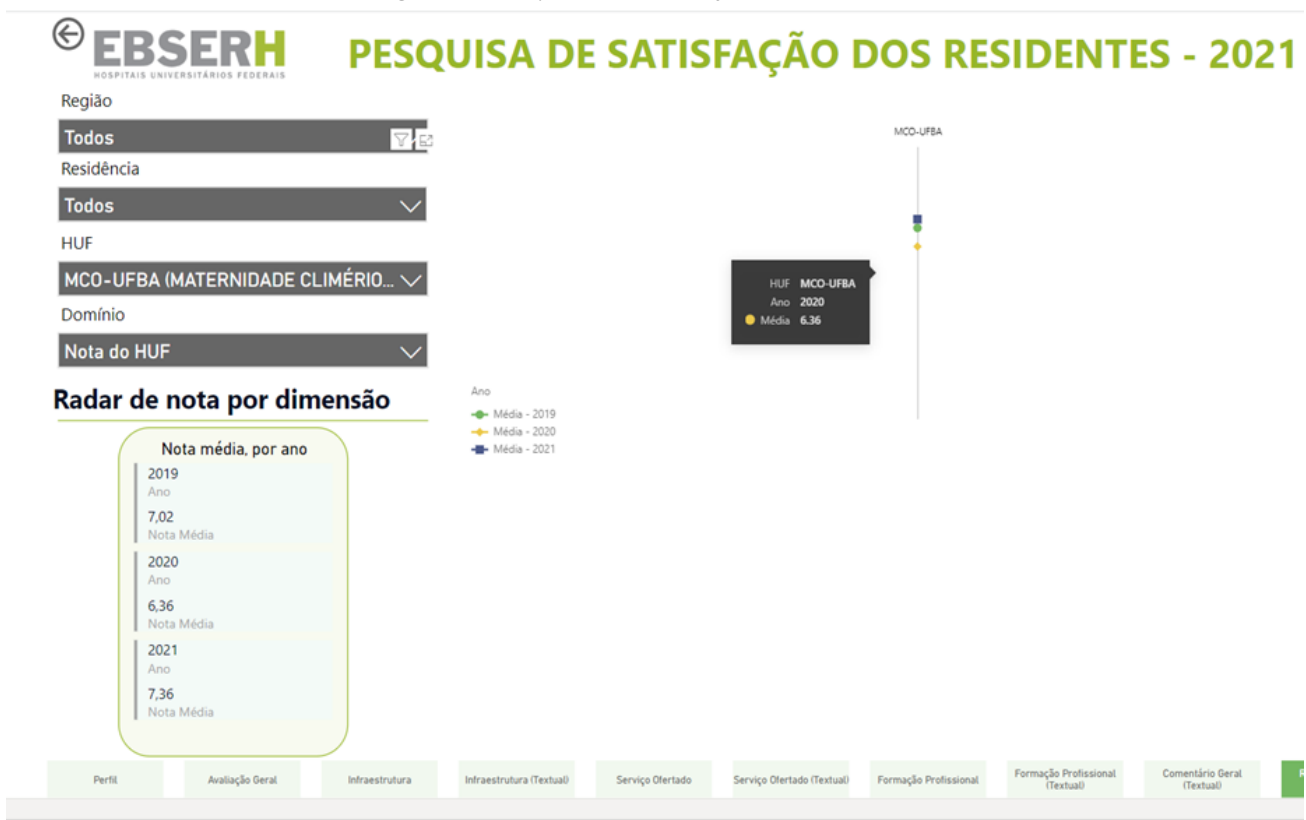 EBSERH
HOSPITAIS UNIVERSITÁRIOS FEDERAIS
PESQUISA DE SATISFAÇÃO DOS RESIDENTES - 2021
Região
Todos
Residência
Todos
HUF
MCO-UFBA (MATERNIDADE CLIMÉRIO...
Domínio
Nota do HUF
Radar de nota por dimensão
Nota média, por ano
2019
Ano
7,02
Nota Média
2020
Ano
6,36
Nota Média
2021
Ano
7,36
Nota Média
MCO-UFBA
HUF MCO-UFBA
Ano 2020
Média 6.36
Ano
Média - 2019
Média - 2020
Média - 2021
Perfil
Avaliação Geral
Infraestrutura
Infraestrutura (Textual)
Serviço Ofertado
Serviço Ofertado (Textual)
Formação Profissional
Formação Profissional
(Textual)
Comentário Geral
(Textual)